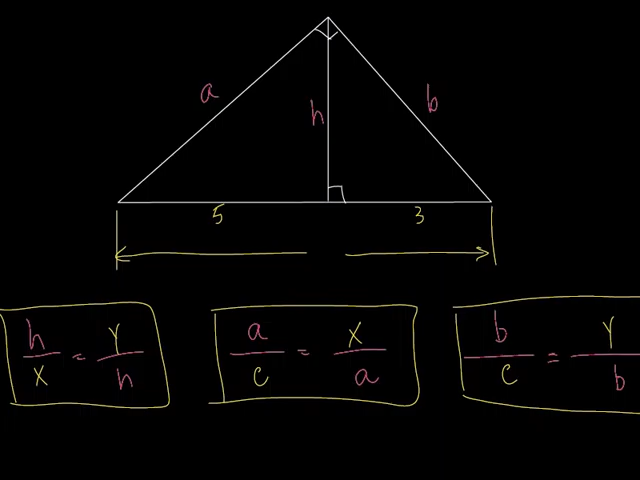 a h b
5 3
h/x = y/h a/c = x/a b/c = y/b